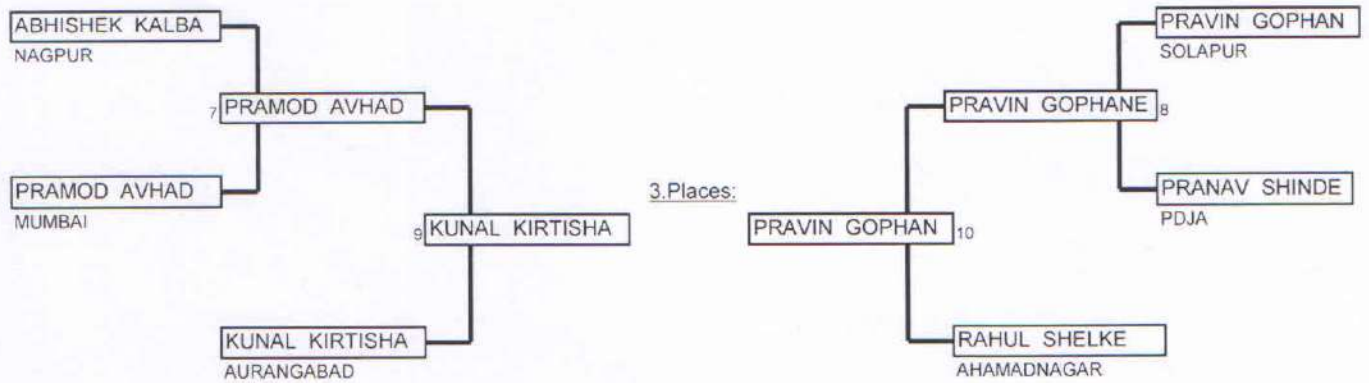 ABHISHEK KALBA
NAGPUR
7 PRAMOD AVHAD
PRAMOD AVHAD
MUMBAI
9 KUNAL KIRTISHA
KUNAL KIRTISHA
AURANGABAD
3.Places:
PRAVIN GOPHAN
SOLAPUR
PRAVIN GOPHANE 8
PRANAV SHINDE
PDJA
PRAVIN GOPHAN 10
RAHUL SHELKE
AHAMADNAGAR